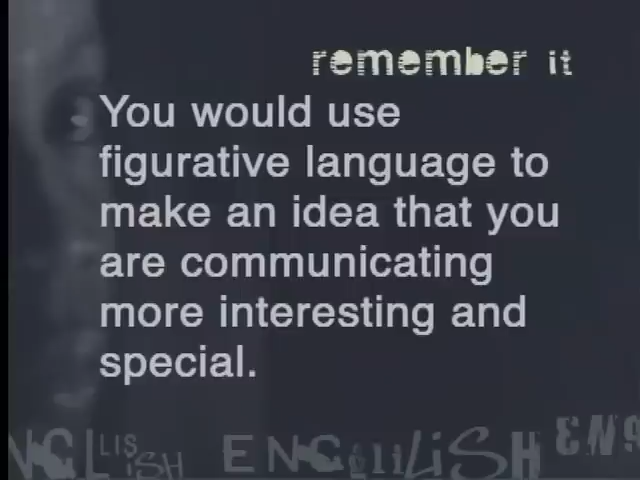 remember it
You would use
figurative language to
make an idea that you
are communicating
more interesting and
special.
ENGLISH